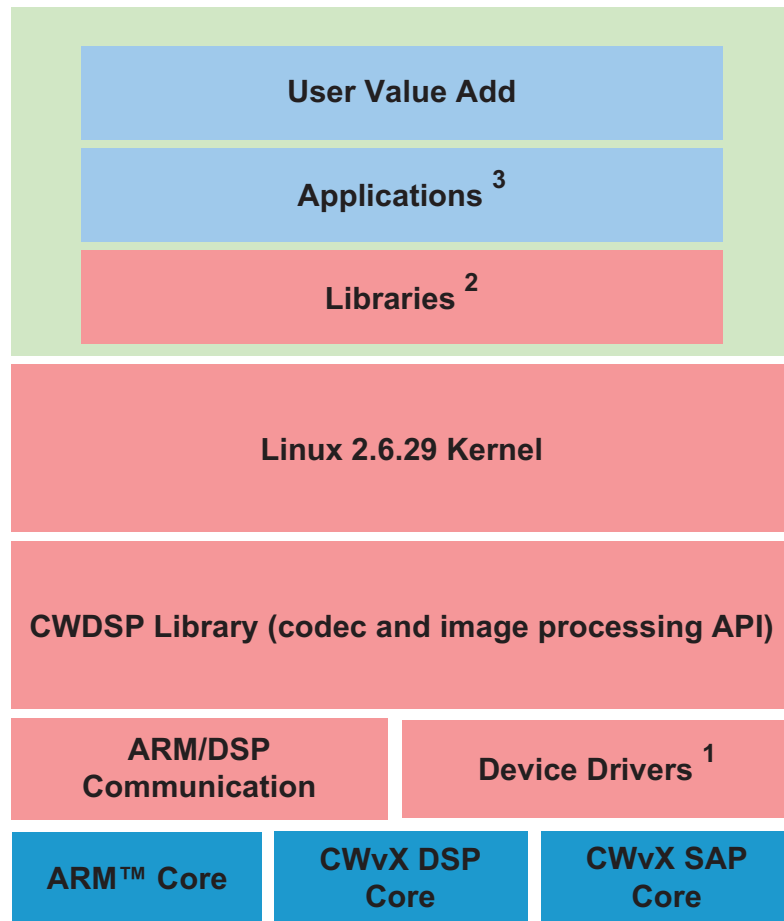 User Value Add
Applications 3
Libraries 2
Linux 2.6.29 Kernel
CWDSP Library (codec and image processing API)
ARM/DSP
Communication
Device Drivers 1
ARM™ Core
CWvX DSP
Core
CWvX SAP
Core